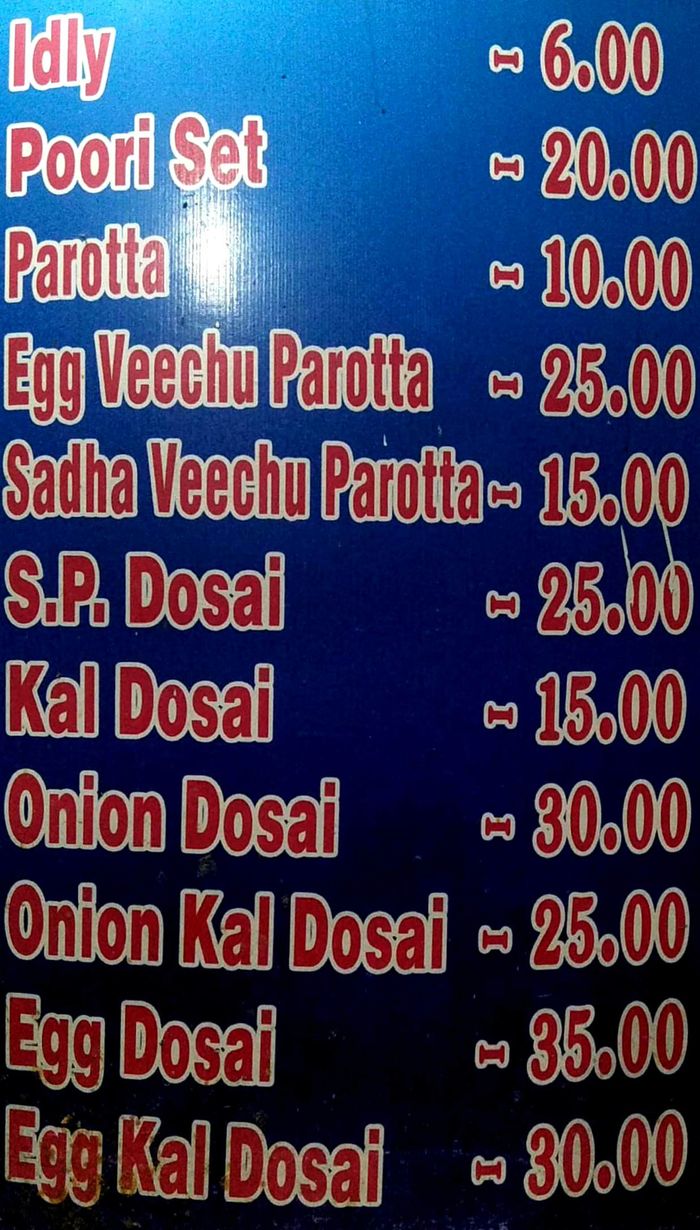 Idly - 6.00
Poori Set - 20.00
Parotta - 10.00
Egg Veechu Parotta - 25.00
Sadha Veechu Parotta - 15.00
S.P. Dosai - 25.00
Kal Dosai - 15.00
Onion Dosai - 30.00
Onion Kal Dosai - 25.00
Egg Dosai - 35.00
Egg Kal Dosai - 30.00